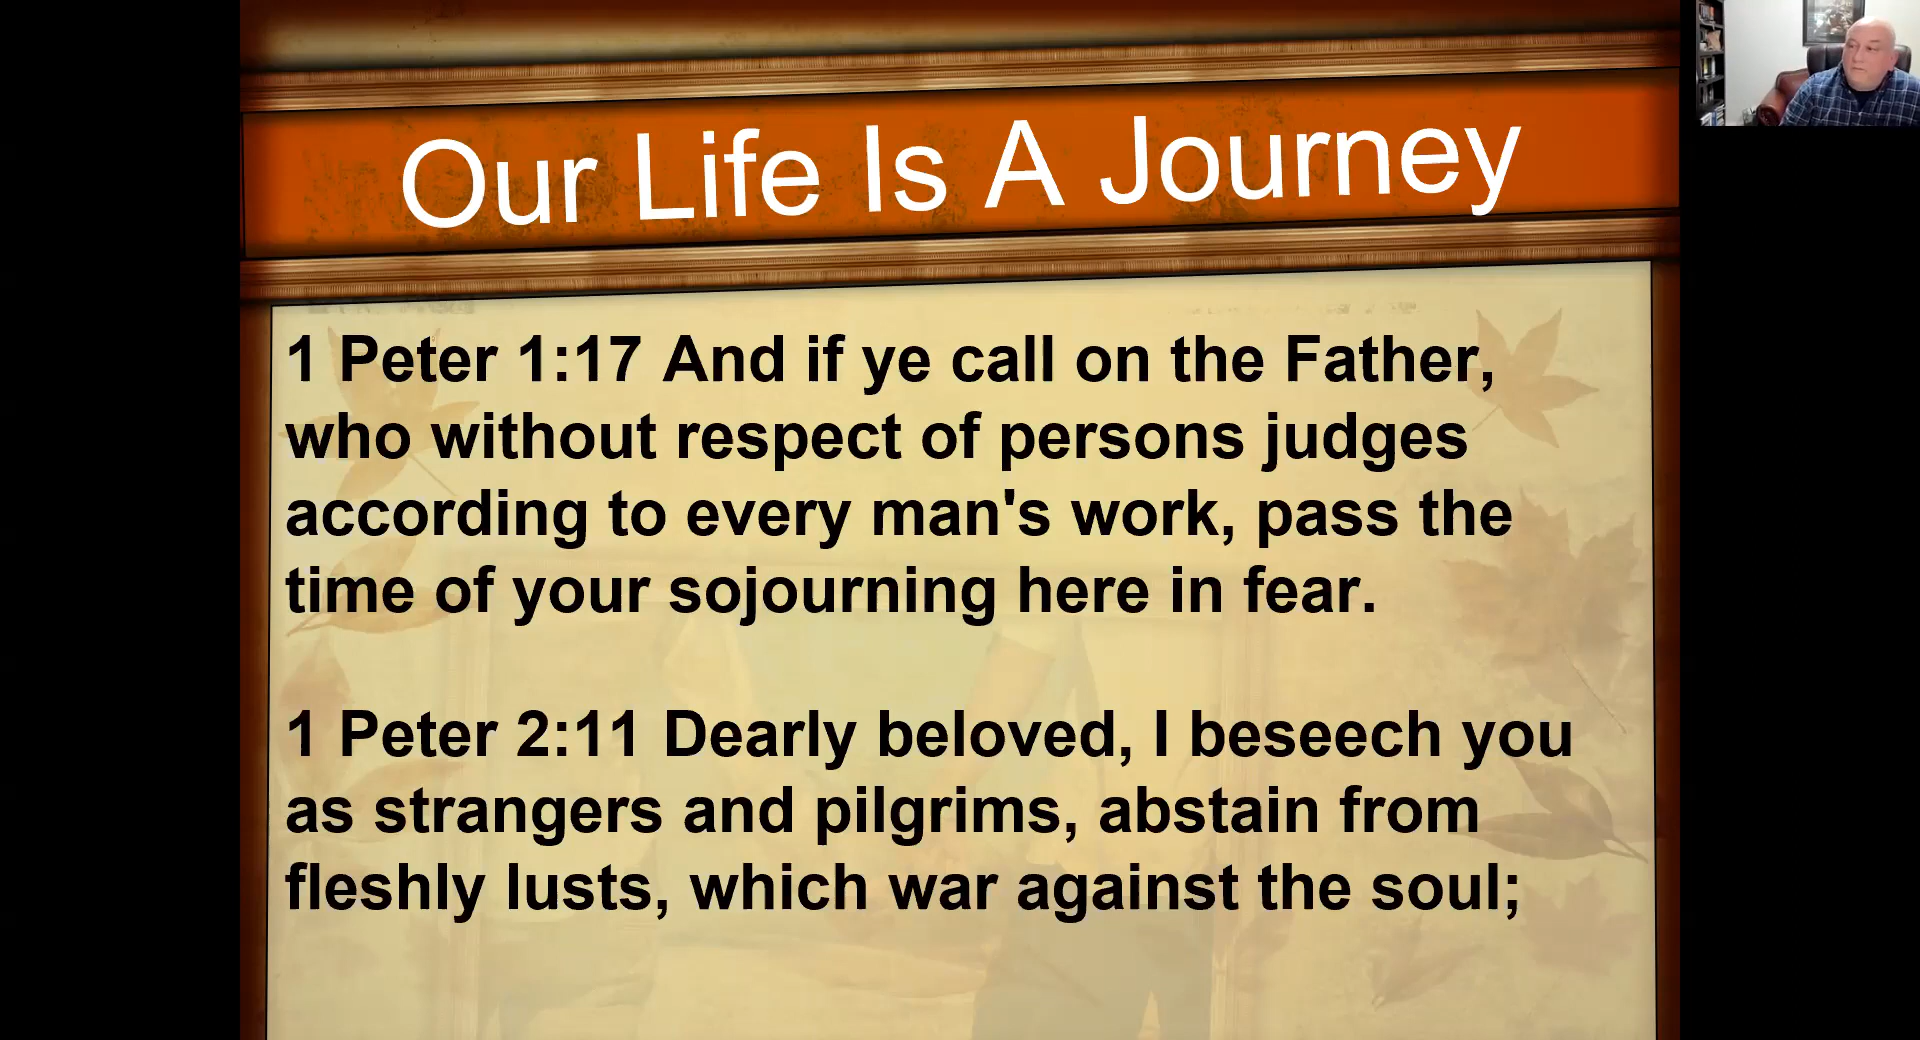 Our Life Is A Journey
1 Peter 1:17 And if ye call on the Father,
who without respect of persons judges
according to every man's work, pass the
time of your sojourning here in fear.
1 Peter 2:11 Dearly beloved, I beseech you
as strangers and pilgrims, abstain from
fleshly lusts, which war against the soul;